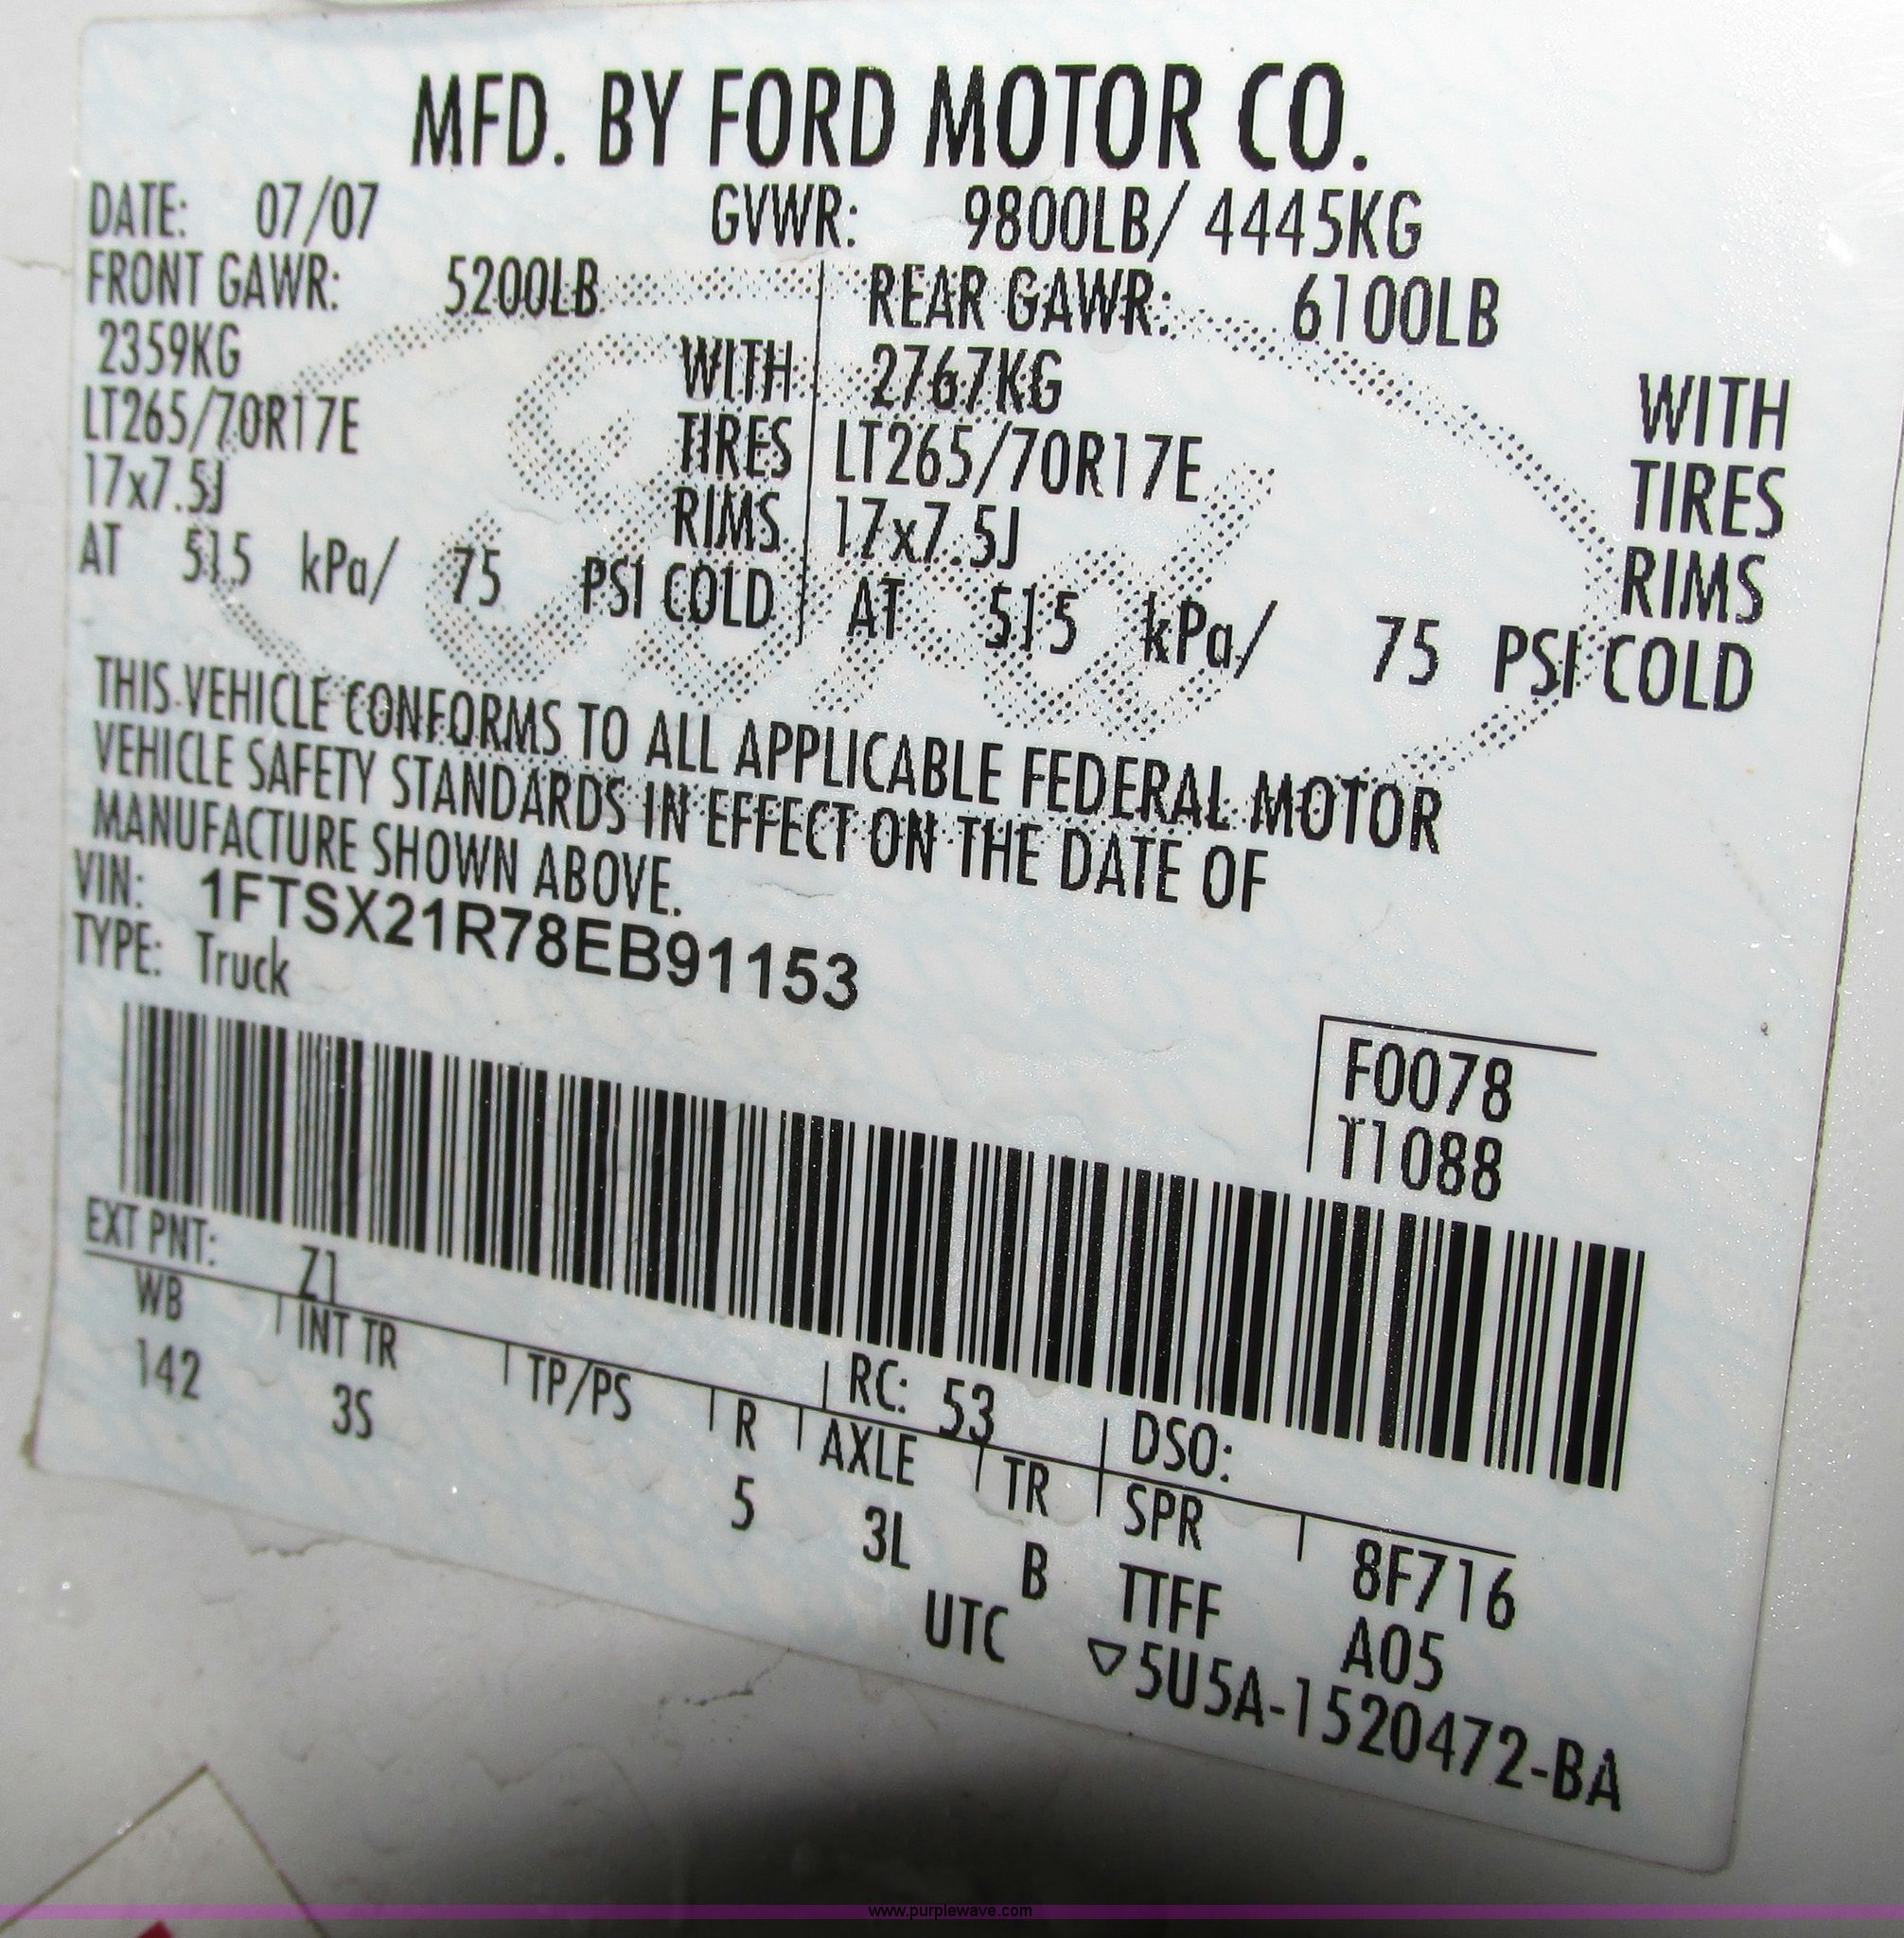 MFD. BY FORD MOTOR CO.
DATE: 07/07 GVWR: 9800LB/ 4445KG
FRONT GAWR: 5200LB REAR GAWR: 6100LB
2359KG WITH 2767KG WITH
LT265/70R17E TIRES LT265/70R17E TIRES
17x7.5J RIMS 17x7.5J RIMS
AT 515 kPa/ 75 PSI COLD AT 515 kPa/ 75 PSI COLD
THIS VEHICLE CONFORMS TO ALL APPLICABLE FEDERAL MOTOR
VEHICLE SAFETY STANDARDS IN EFFECT ON THE DATE OF
MANUFACTURE SHOWN ABOVE.
VIN: 1FTSX21R78EB91153
TYPE: Truck
F0078
T1088
EXT PNT: Z1 RC: 53 DSO:
WB INT TR TP/PS R AXLE TR SPR
142 3S 5 3L B TTFF 8F716
A05
UTC ▽5U5A-1520472-BA
www.purplewave.com